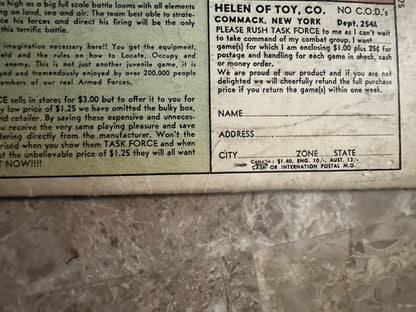 s high as a big full scale battle looms with all elements
ng on land, sea and air. The team best able to strate-
ce his forces and direct his firing will be the only
this terrific battle.
imagination necessary here!! You get the equipment,
field and the rules on how to Locate, Occupy and
enemy. This is not just another juvenile game, it is
yed and tremendously enjoyed by over 200,000 people
members of our real Armed Forces.
CE sells in stores for $3.00 but to offer it to you for
y low price of $1.25 we have omitted the bulky box,
nd retailer. By saving these expensive and unneces-
u receive the very same playing pleasure and save
dering directly from the manufacturer. Won't the
rised when you show them TASK FORCE and when
t the unbelievable price of $1.25 they will all want
T NOW!!!!
HELEN OF TOY, CO. NO C.O.D.'s
COMMACK, NEW YORK Dept. 254A
PLEASE RUSH TASK FORCE to me as I can't wait
to take command of my combat group. I want
game(s) for which I am enclosing $1.00 plus 25¢ for
postage and handling for each game in check, cash
or money order.
We are proud of our product and if you are not
delighted we will cheerfully refund the full purchase
price if you return the game(s) within one week.
NAME
ADDRESS
CITY ZONE STATE
CANADA: $1.40, ENG. 10/-, AUST. 13/-
CASH OR INTERNATIONAL POSTAL M.O.